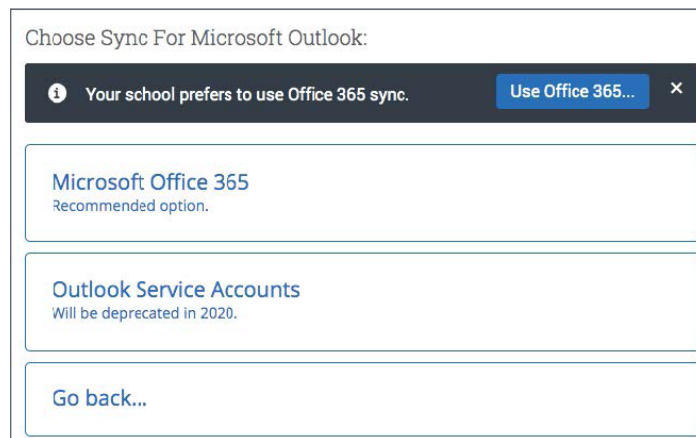 Choose Sync For Microsoft Outlook:
Your school prefers to use Office 365 sync.
Use Office 365...
Microsoft Office 365
Recommended option.
Outlook Service Accounts
Will be deprecated in 2020.
Go back...